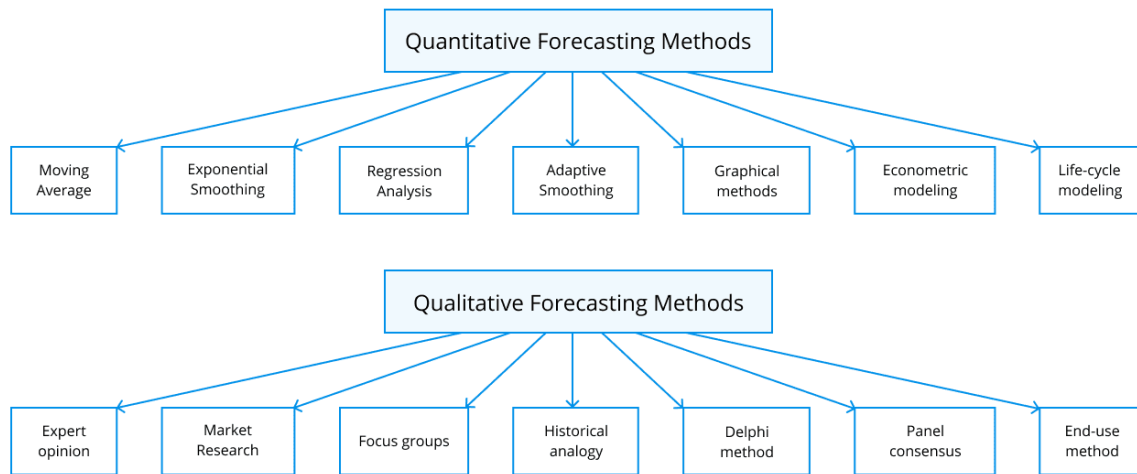 Quantitative Forecasting Methods
Moving
Average
Exponential
Smoothing
Regression
Analysis
Adaptive
Smoothing
Graphical
methods
Econometric
modeling
Life-cycle
modeling
Qualitative Forecasting Methods
Expert
opinion
Market
Research
Focus groups
Historical
analogy
Delphi
method
Panel
consensus
End-use
method